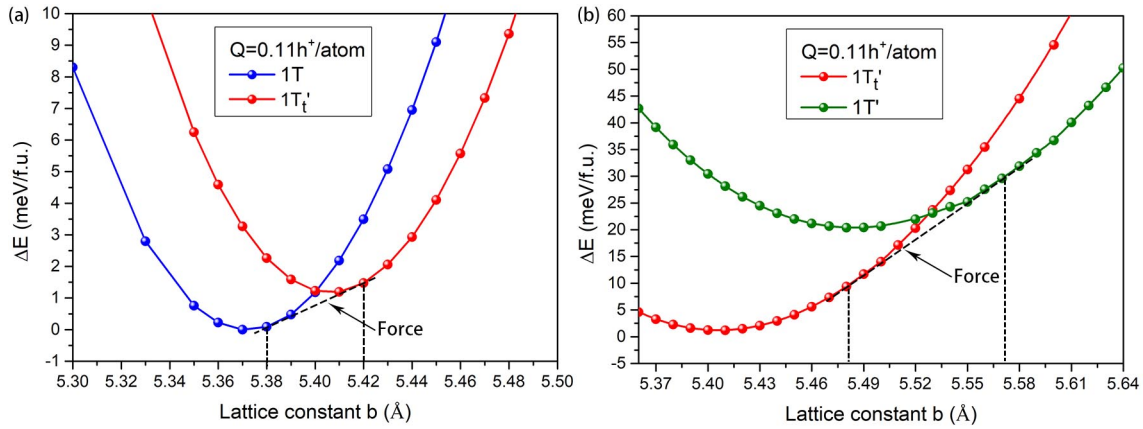 (a)
10
9
8
7
6
5
4
3
2
1
0
-1
ΔE (meV/f.u.)
Q=0.11h⁺/atom
1T
1Tₜ'
Force
5.30 5.32 5.34 5.36 5.38 5.40 5.42 5.44 5.46 5.48 5.50
Lattice constant b (Å)
(b)
60
55
50
45
40
35
30
25
20
15
10
5
0
-5
ΔE (meV/f.u.)
Q=0.11h⁺/atom
1Tₜ'
1T'
Force
5.37 5.40 5.43 5.46 5.49 5.52 5.55 5.58 5.61 5.64
Lattice constant b (Å)